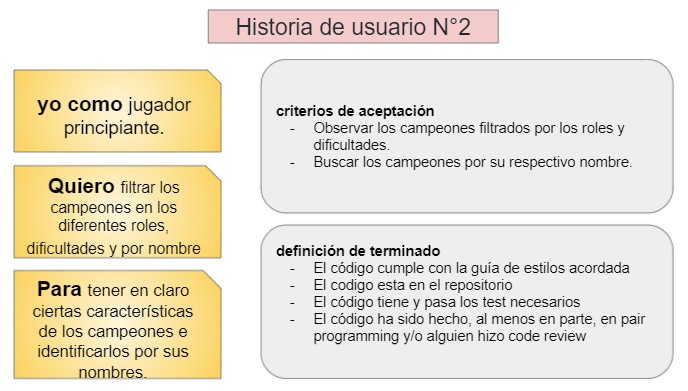 Historia de usuario N°2
yo como jugador
principiante.
Quiero filtrar los
campeones en los
diferentes roles,
dificultades y por nombre
Para tener en claro
ciertas características
de los campeones e
identificarlos por sus
nombres.
criterios de aceptación
- Observar los campeones filtrados por los roles y
dificultades.
- Buscar los campeones por su respectivo nombre.
definición de terminado
- El código cumple con la guía de estilos acordada
- El codigo esta en el repositorio
- El código tiene y pasa los test necesarios
- El código ha sido hecho, al menos en parte, en pair
programming y/o alguien hizo code review